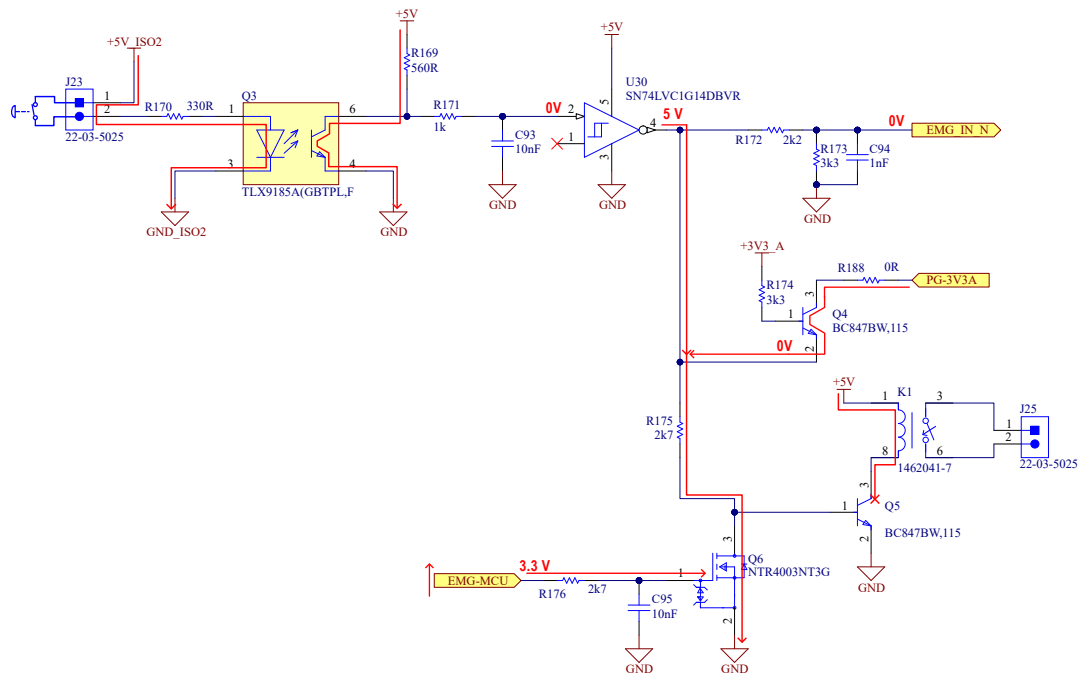 +5V_ISO2
J23
1
2
22-03-5025
R170
330R
Q3
1
3
6
4
TLX9185A(GBTPL,F
GND_ISO2
GND
+5V
R169
560R
R171
1k
C93
10nF
GND
0V
+5V
U30
SN74LVC1G14DBVR
2
1
5
3
4
GND
5 V
R172
2k2
R173
3k3
C94
1nF
GND
0V
EMG_IN_N
+3V3_A
R174
3k3
R188
0R
PG-3V3A
3
1
2
Q4
BC847BW,115
0V
R175
2k7
+5V
K1
1
8
3
6
1462041-7
J25
1
2
22-03-5025
3
1
2
Q5
BC847BW,115
GND
EMG-MCU
3.3 V
R176
2k7
C95
10nF
GND
1
3
2
Q6
NTR4003NT3G
GND